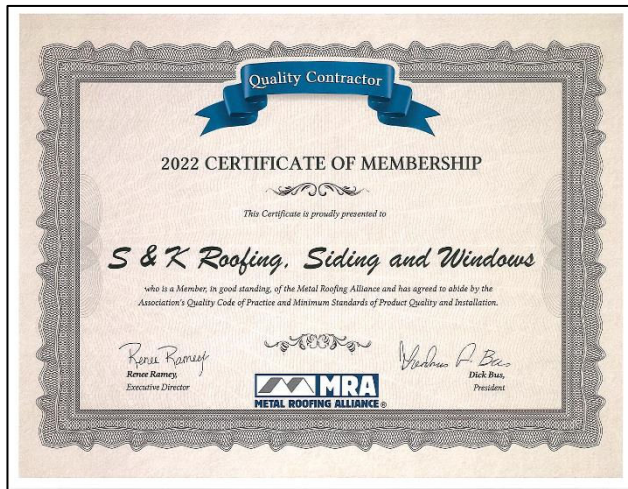 Quality Contractor
2022 CERTIFICATE OF MEMBERSHIP
This Certificate is proudly presented to
S & K Roofing, Siding and Windows
who is a Member, in good standing, of the Metal Roofing Alliance and has agreed to abide by the
Association's Quality Code of Practice and Minimum Standards of Product Quality and Installation.
Renee Ramey
Renee Ramey,
Executive Director
MRA
METAL ROOFING ALLIANCE®
Dick Bus,
President